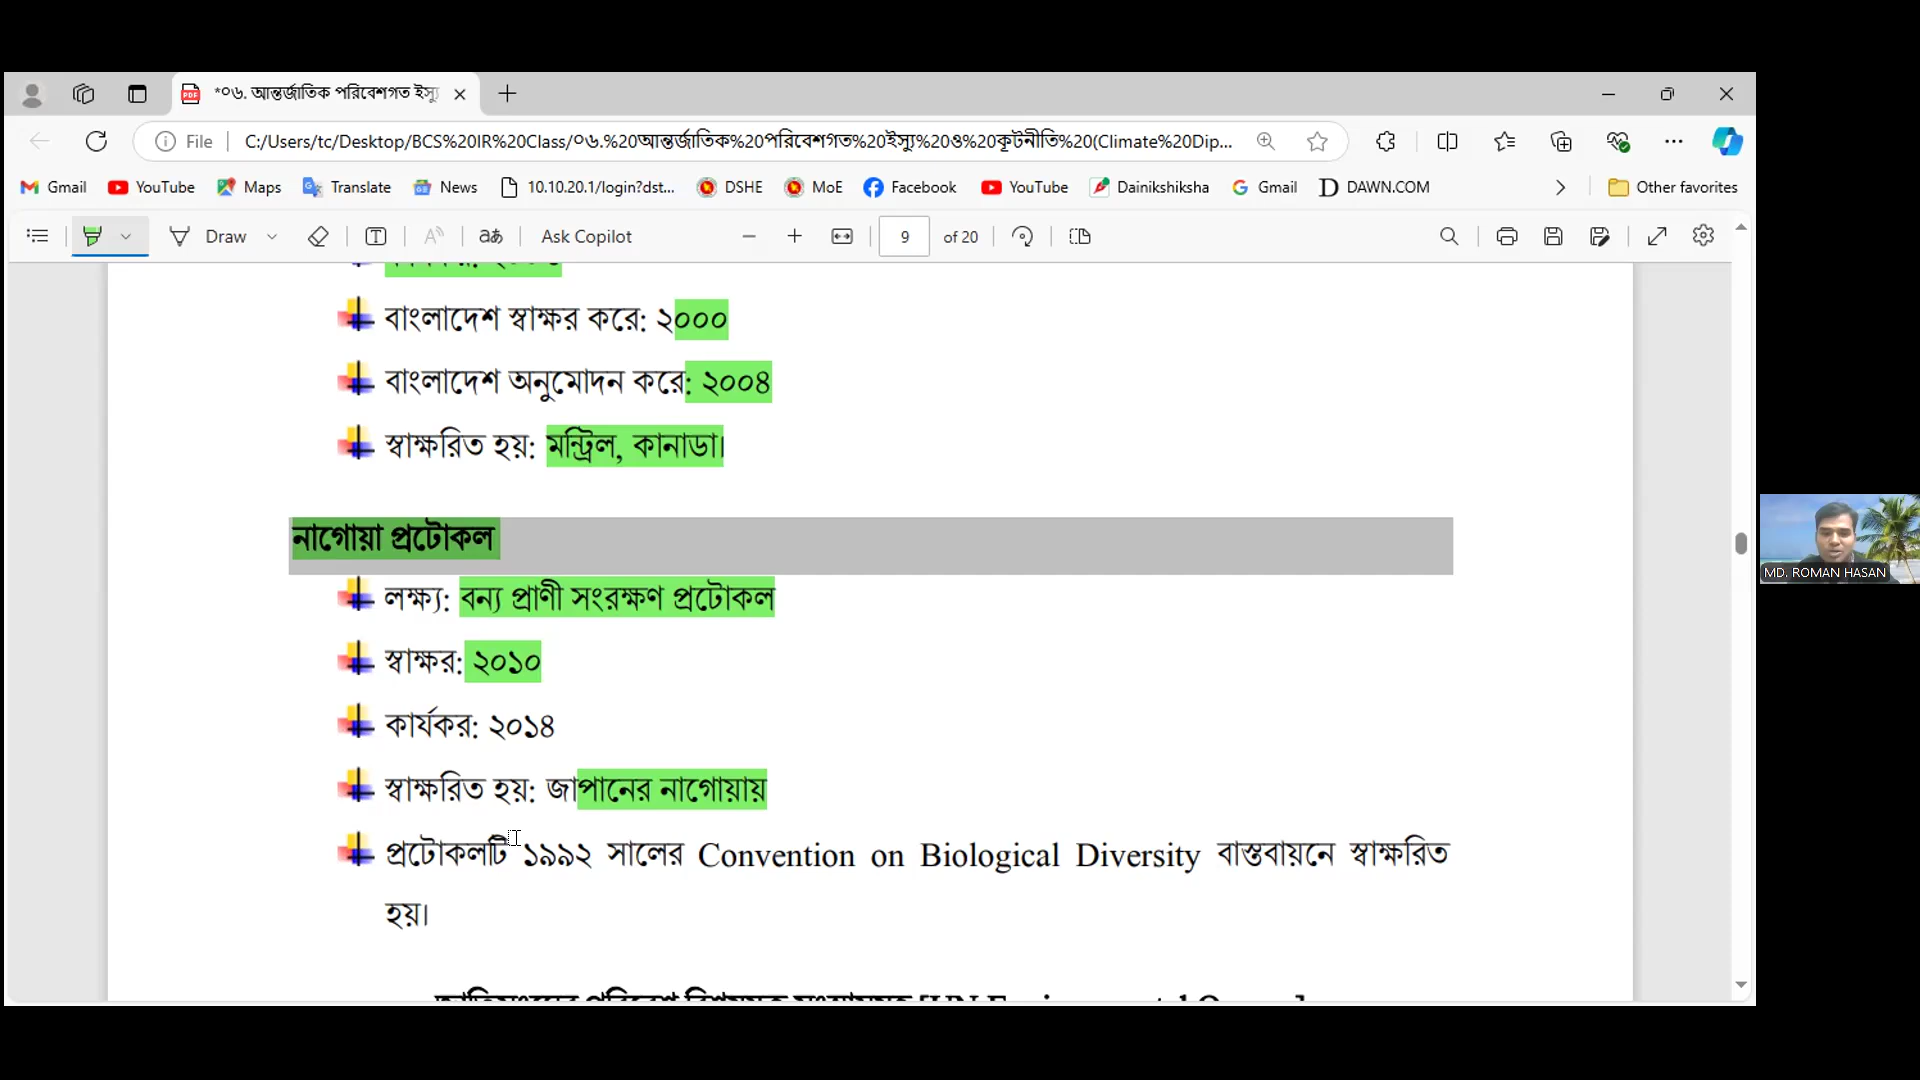 *০৬. আন্তর্জাতিক পরিবেশগত ইস্যু
File C:/Users/tc/Desktop/BCS%20IR%20Class/০৬.%20আন্তর্জাতিক%20পরিবেশগত%20ইস্যু%20ও%20কূটনীতি%20(Climate%20Dip...
Gmail YouTube Maps Translate News 10.10.20.1/login?dst... DSHE MoE Facebook YouTube Dainikshiksha Gmail DAWN.COM Other favorites
Draw Ask Copilot 9 of 20
বাংলাদেশ স্বাক্ষর করে: ২০০০
বাংলাদেশ অনুমোদন করে: ২০০৪
স্বাক্ষরিত হয়: মন্ট্রিল, কানাডা।
নাগোয়া প্রটোকল
লক্ষ্য: বন্য প্রাণী সংরক্ষণ প্রটোকল
স্বাক্ষর: ২০১০
কার্যকর: ২০১৪
স্বাক্ষরিত হয়: জাপানের নাগোয়ায়
প্রটোকলটি ১৯৯২ সালের Convention on Biological Diversity বাস্তবায়নে স্বাক্ষরিত
হয়।
MD. ROMAN HASAN